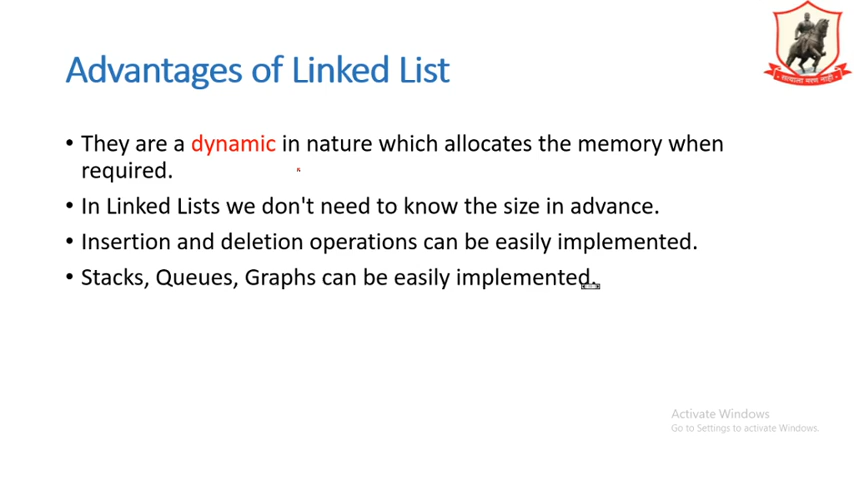 Advantages of Linked List
• They are a dynamic in nature which allocates the memory when
required.
• In Linked Lists we don't need to know the size in advance.
• Insertion and deletion operations can be easily implemented.
• Stacks, Queues, Graphs can be easily implemented.
Activate Windows
Go to Settings to activate Windows.